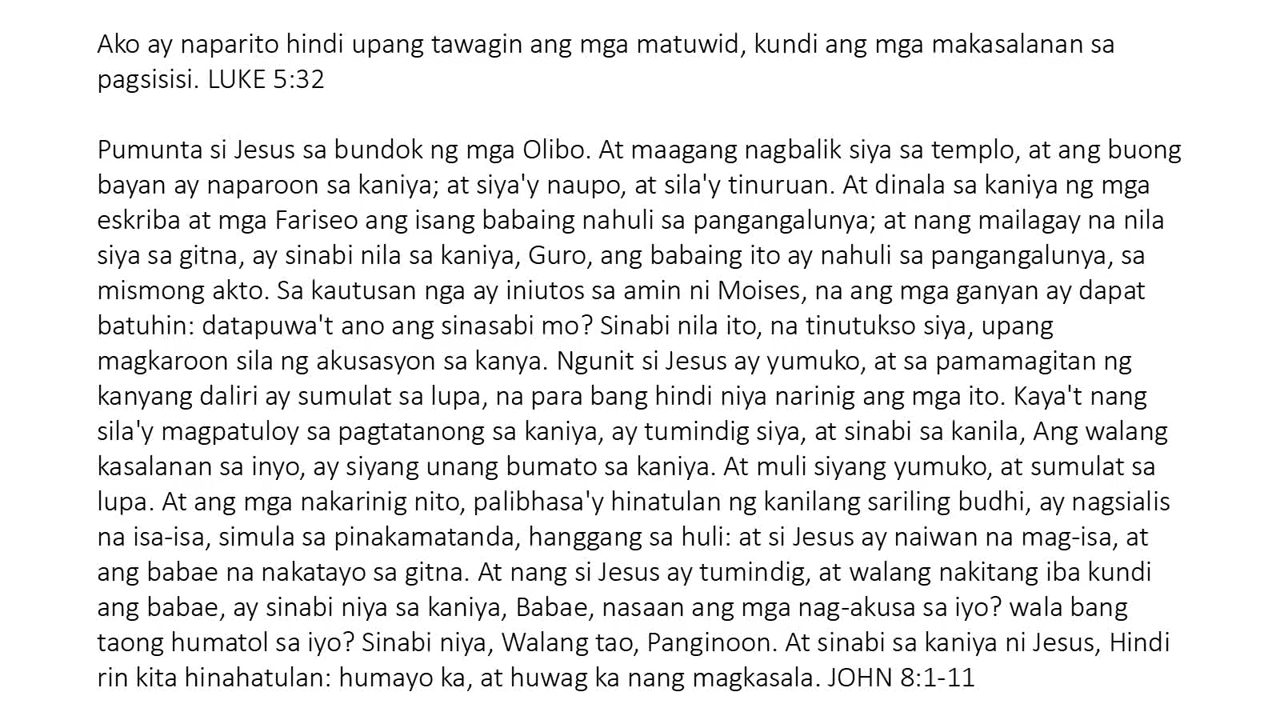 Ako ay naparito hindi upang tawagin ang mga matuwid, kundi ang mga makasalanan sa
pagsisisi. LUKE 5:32
Pumunta si Jesus sa bundok ng mga Olibo. At maagang nagbalik siya sa templo, at ang buong
bayan ay naparoon sa kaniya; at siya'y naupo, at sila'y tinuruan. At dinala sa kaniya ng mga
eskriba at mga Fariseo ang isang babaing nahuli sa pangangalunya; at nang mailagay na nila
siya sa gitna, ay sinabi nila sa kaniya, Guro, ang babaing ito ay nahuli sa pangangalunya, sa
mismong akto. Sa kautusan nga ay iniutos sa amin ni Moises, na ang mga ganyan ay dapat
batuhin: datapuwa't ano ang sinasabi mo? Sinabi nila ito, na tinutukso siya, upang
magkaroon sila ng akusasyon sa kanya. Ngunit si Jesus ay yumuko, at sa pamamagitan ng
kanyang daliri ay sumulat sa lupa, na para bang hindi niya narinig ang mga ito. Kaya't nang
sila'y magpatuloy sa pagtatanong sa kaniya, ay tumindig siya, at sinabi sa kanila, Ang walang
kasalanan sa inyo, ay siyang unang bumato sa kaniya. At muli siyang yumuko, at sumulat sa
lupa. At ang mga nakarinig nito, palibhasa'y hinatulan ng kanilang sariling budhi, ay nagsialis
na isa-isa, simula sa pinakamatanda, hanggang sa huli: at si Jesus ay naiwan na mag-isa, at
ang babae na nakatayo sa gitna. At nang si Jesus ay tumindig, at walang nakitang iba kundi
ang babae, ay sinabi niya sa kaniya, Babae, nasaan ang mga nag-akusa sa iyo? wala bang
taong humatol sa iyo? Sinabi niya, Walang tao, Panginoon. At sinabi sa kaniya ni Jesus, Hindi
rin kita hinahatulan: humayo ka, at huwag ka nang magkasala. JOHN 8:1-11